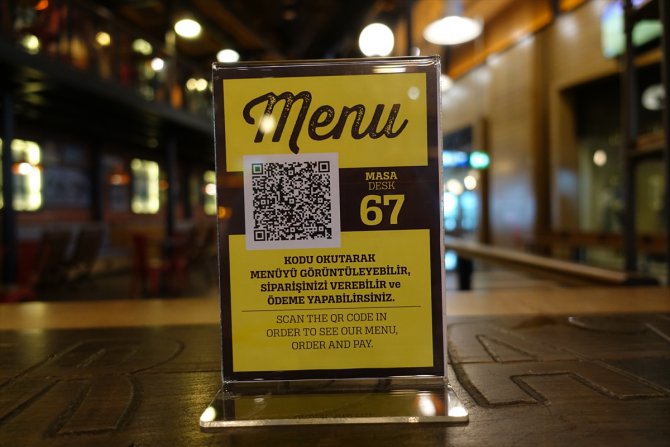 Menu
MASA
DESK
67
KODU OKUTARAK
MENÜYÜ GÖRÜNTÜLEYEBİLİR,
SİPARİŞİNİZİ VEREBİLİR ve
ÖDEME YAPABİLİRSİNİZ.
SCAN THE QR CODE IN
ORDER TO SEE OUR MENU,
ORDER AND PAY.